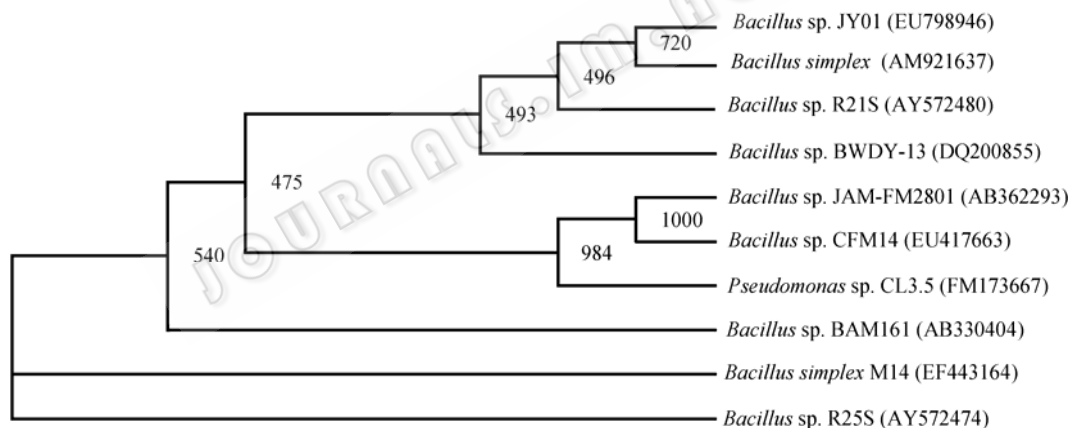 Bacillus sp. JY01 (EU798946)
720
Bacillus simplex (AM921637)
496
Bacillus sp. R21S (AY572480)
493
Bacillus sp. BWDY-13 (DQ200855)
475
Bacillus sp. JAM-FM2801 (AB362293)
1000
Bacillus sp. CFM14 (EU417663)
984
540
Pseudomonas sp. CL3.5 (FM173667)
Bacillus sp. BAM161 (AB330404)
Bacillus simplex M14 (EF443164)
Bacillus sp. R25S (AY572474)
JOURNALS.IM.